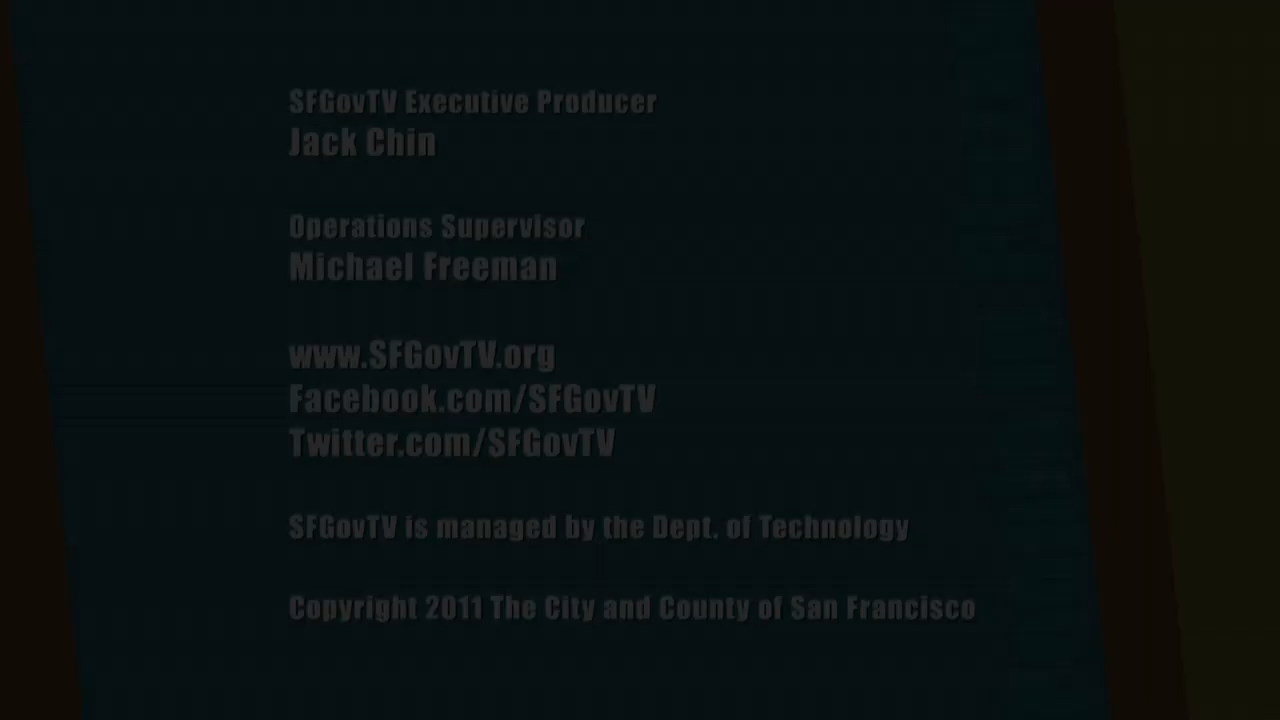 SFGovTV Executive Producer
Jack Chin
Operations Supervisor
Michael Freeman
www.SFGovTV.org
Facebook.com/SFGovTV
Twitter.com/SFGovTV
SFGovTV is managed by the Dept. of Technology
Copyright 2011 The City and County of San Francisco